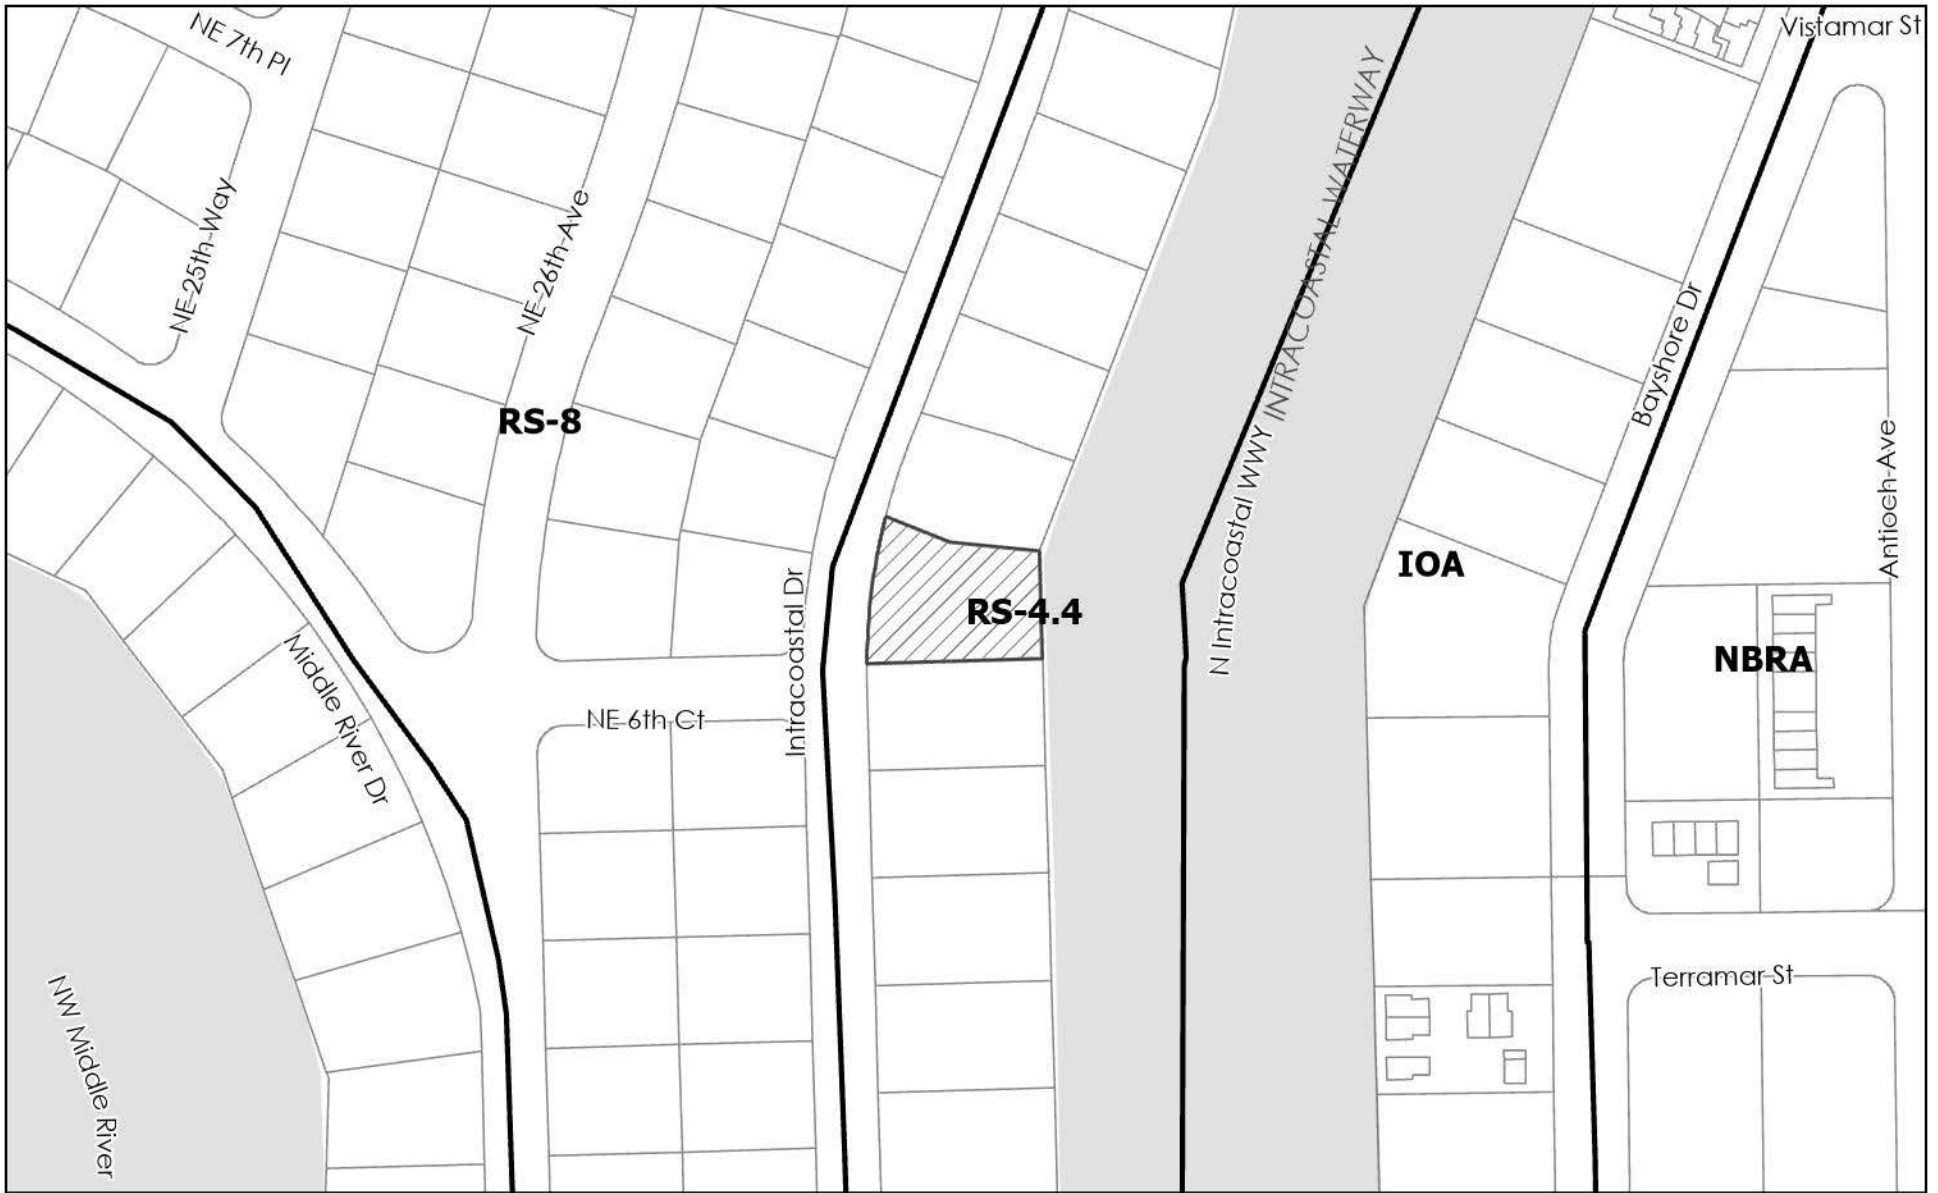 NE 7th Pl
Vistamar St
INTRACOASTAL WATERWAY
NE 25th Way
NE 26th Ave
Bayshore Dr
RS-8
Antioch Ave
N Intracoastal WWY
IOA
RS-4.4
NBRA
Intracoastal Dr
Middle River Dr
NE 6th Ct
Terramar St
NW Middle River